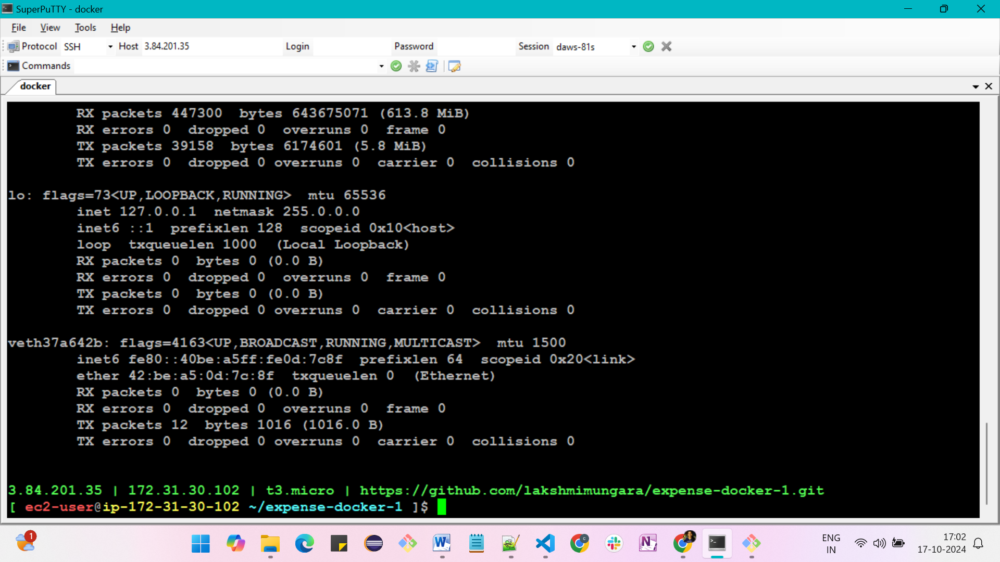 SuperPuTTY - docker
File View Tools Help
Protocol SSH Host 3.84.201.35 Login Password Session daws-81s
Commands
docker
RX packets 447300  bytes 643675071 (613.8 MiB)
RX errors 0  dropped 0  overruns 0  frame 0
TX packets 39158  bytes 6174601 (5.8 MiB)
TX errors 0  dropped 0 overruns 0  carrier 0  collisions 0
lo: flags=73<UP,LOOPBACK,RUNNING>  mtu 65536
inet 127.0.0.1  netmask 255.0.0.0
inet6 ::1  prefixlen 128  scopeid 0x10<host>
loop  txqueuelen 1000  (Local Loopback)
RX packets 0  bytes 0 (0.0 B)
RX errors 0  dropped 0  overruns 0  frame 0
TX packets 0  bytes 0 (0.0 B)
TX errors 0  dropped 0 overruns 0  carrier 0  collisions 0
veth37a642b: flags=4163<UP,BROADCAST,RUNNING,MULTICAST>  mtu 1500
inet6 fe80::40be:a5ff:fe0d:7c8f  prefixlen 64  scopeid 0x20<link>
ether 42:be:a5:0d:7c:8f  txqueuelen 0  (Ethernet)
RX packets 0  bytes 0 (0.0 B)
RX errors 0  dropped 0  overruns 0  frame 0
TX packets 12  bytes 1016 (1016.0 B)
TX errors 0  dropped 0 overruns 0  carrier 0  collisions 0
3.84.201.35 | 172.31.30.102 | t3.micro | https://github.com/lakshmimungara/expense-docker-1.git
[ ec2-user@ip-172-31-30-102 ~/expense-docker-1 ]$
1
ENG
IN
17:02
17-10-2024